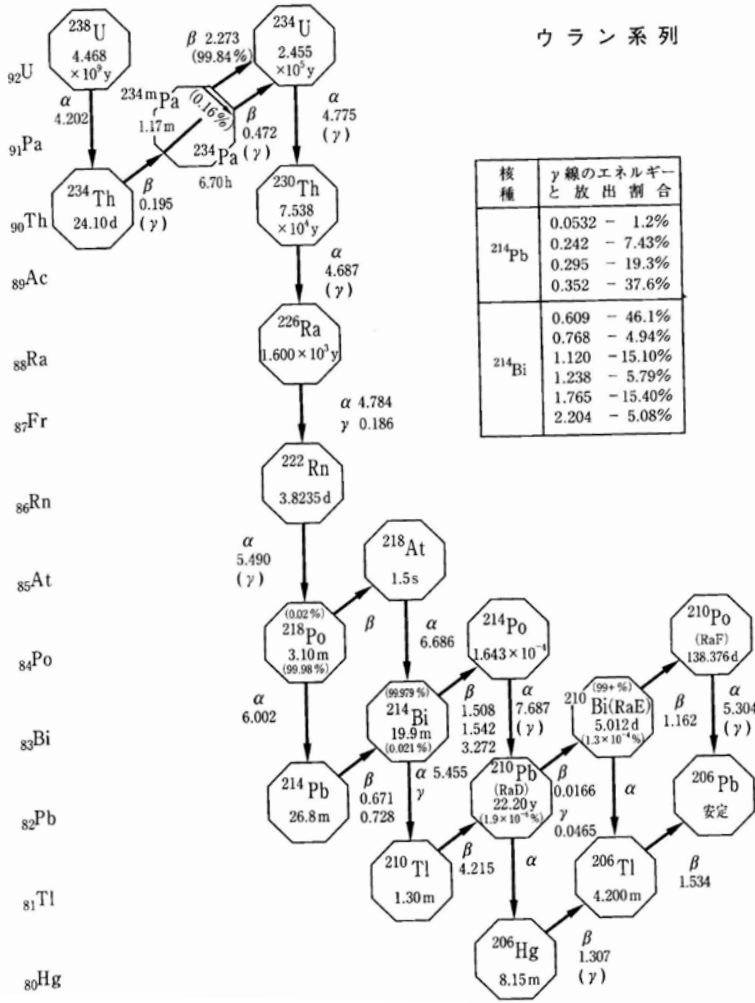 ウラン系列
92U
91Pa
90Th
89Ac
88Ra
87Fr
86Rn
85At
84Po
83Bi
82Pb
81Tl
80Hg
238U
4.468
×10⁹y
α
4.202
234Th
24.10d
β
0.195
(γ)
234mPa
1.17m
(0.16%)
234Pa
6.70h
β 2.273
(99.84%)
β
0.472
(γ)
234U
2.455
×10⁵y
α
4.775
(γ)
230Th
7.538
×10⁴y
α
4.687
(γ)
226Ra
1.600×10³y
α 4.784
γ 0.186
222Rn
3.8235d
α
5.490
(γ)
(0.02%)
218Po
3.10m
(99.98%)
β
218At
1.5s
α
6.686
α
6.002
214Pb
26.8m
β
0.671
0.728
(99.979%)
214Bi
19.9m
(0.021%)
β
1.508
1.542
3.272
214Po
1.643×10⁻⁴
α
7.687
(γ)
α 5.455
γ
210Tl
1.30m
β
4.215
210Pb
(RaD)
22.20y
β
0.0166
γ
0.0465
α
206Hg
8.15m
β
1.307
(γ)
(99+%)
210Bi(RaE)
5.012d
(1.3×10⁻⁴%)
β
1.162
α
206Tl
4.200m
β
1.534
210Po
(RaF)
138.376d
α
5.304
(γ)
206Pb
安定
核種 γ線のエネルギーと放出割合
214Pb
0.0532 - 1.2%
0.242 - 7.43%
0.295 - 19.3%
0.352 - 37.6%
214Bi
0.609 - 46.1%
0.768 - 4.94%
1.120 -15.10%
1.238 - 5.79%
1.765 -15.40%
2.204 - 5.08%